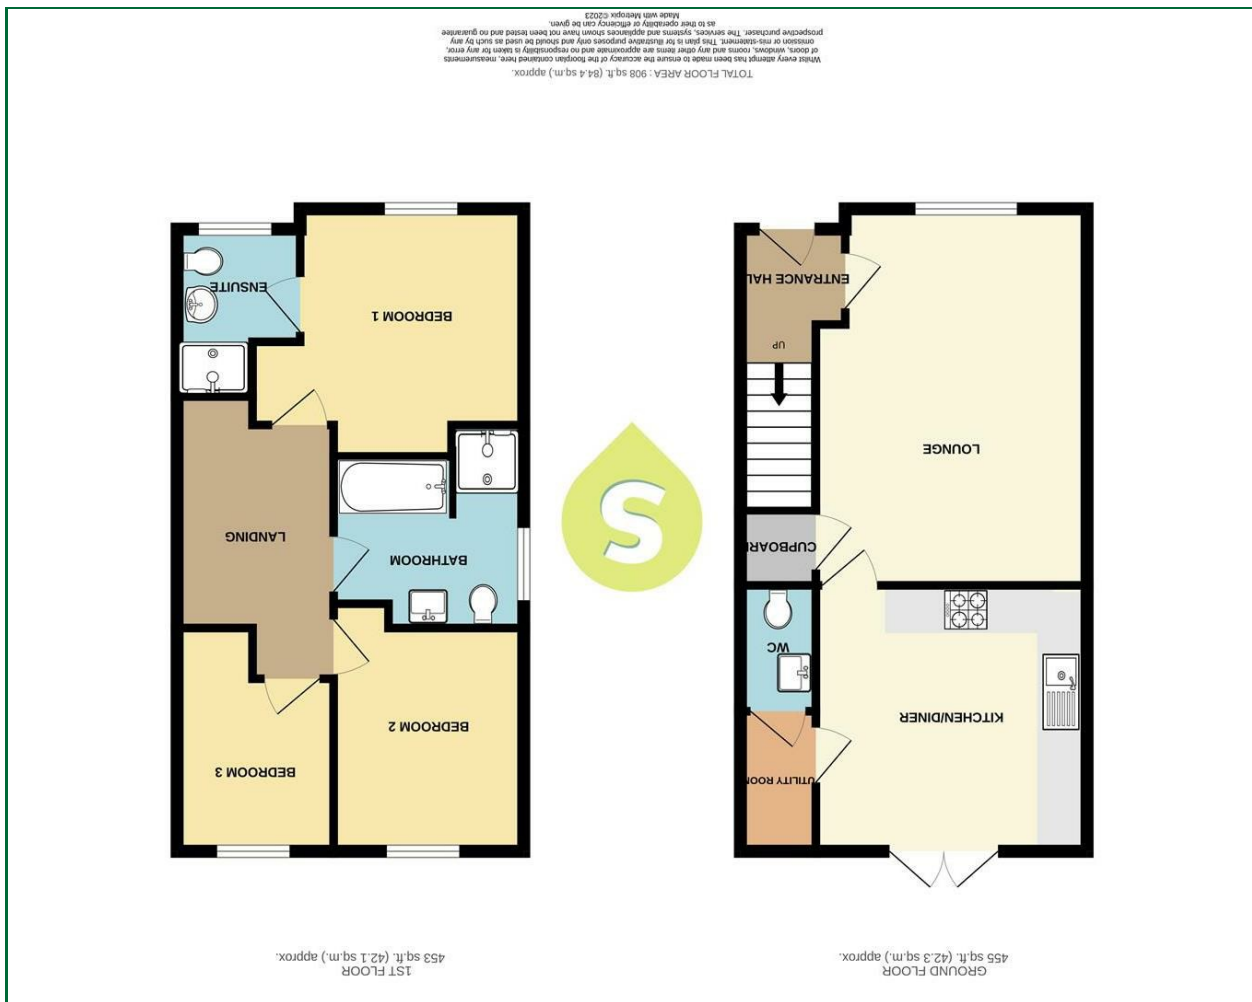 GROUND FLOOR
455 sq.ft. (42.3 sq.m.) approx.
1ST FLOOR
453 sq.ft. (42.1 sq.m.) approx.
KITCHEN/DINER
UTILITY ROOM
WC
CUPBOARD
LOUNGE
UP
ENTRANCE HAL
S
BEDROOM 2
BEDROOM 3
BATHROOM
LANDING
BEDROOM 1
ENSUITE
TOTAL FLOOR AREA : 908 sq.ft. (84.4 sq.m.) approx.
Whilst every attempt has been made to ensure the accuracy of the floorplan contained here, measurements
of doors, windows, rooms and any other items are approximate and no responsibility is taken for any error,
omission or mis-statement. This plan is for illustrative purposes only and should be used as such by any
prospective purchaser. The services, systems and appliances shown have not been tested and no guarantee
as to their operability or efficiency can be given.
Made with Metropix ©2023